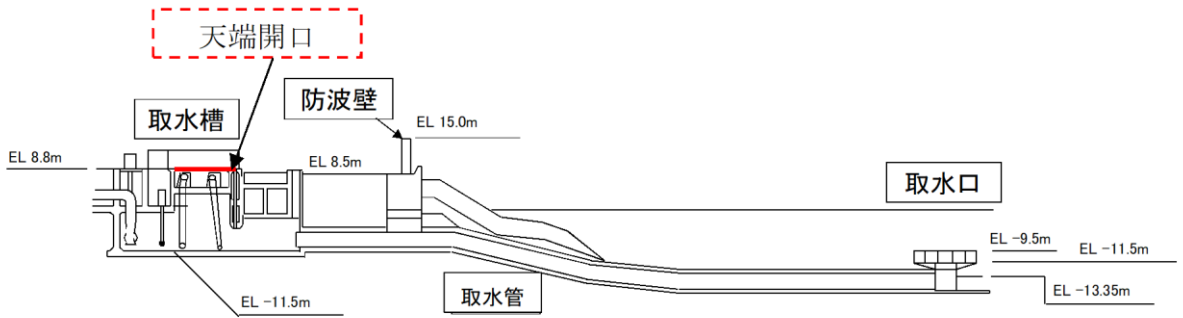 天端開口
防波壁
取水槽
EL 15.0m
EL 8.8m
EL 8.5m
取水口
EL －9.5m
EL －11.5m
取水管
EL －11.5m
EL －13.35m